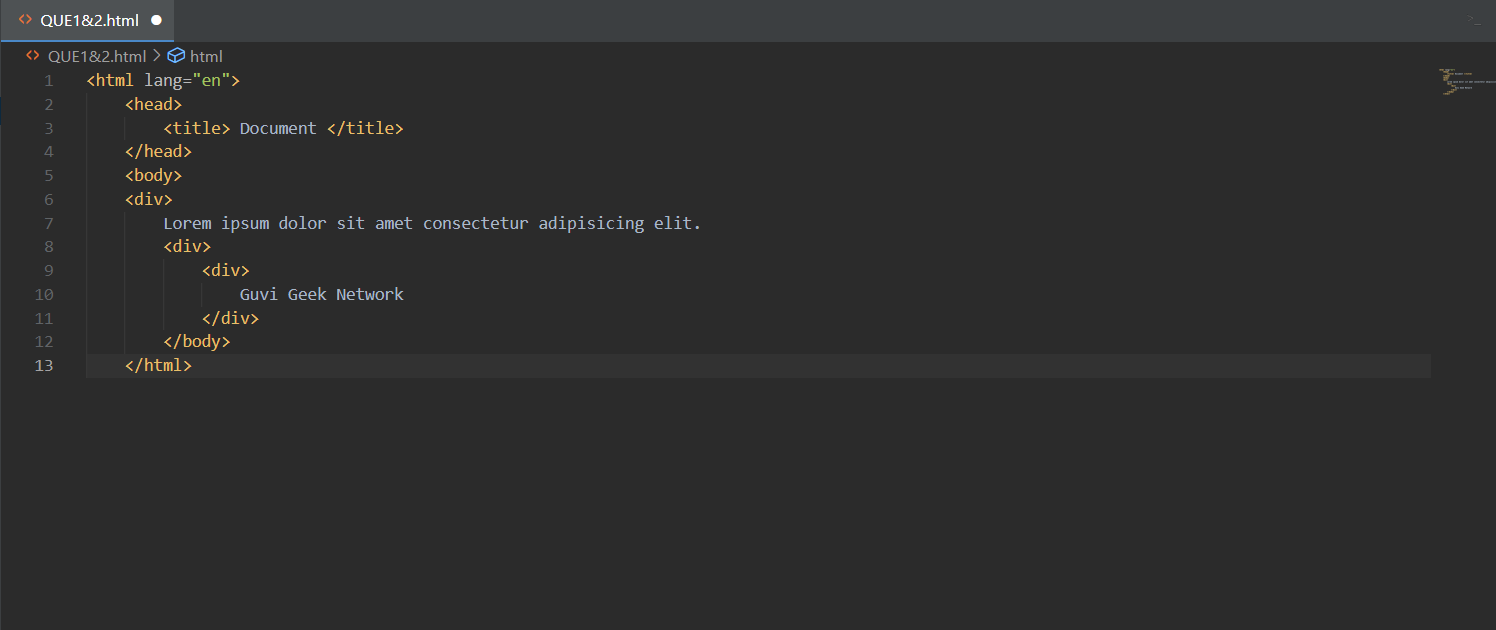 QUE1&2.html
QUE1&2.html > html
1 <html lang="en">
2 <head>
3 <title> Document </title>
4 </head>
5 <body>
6 <div>
7 Lorem ipsum dolor sit amet consectetur adipisicing elit.
8 <div>
9 <div>
10 Guvi Geek Network
11 </div>
12 </body>
13 </html>